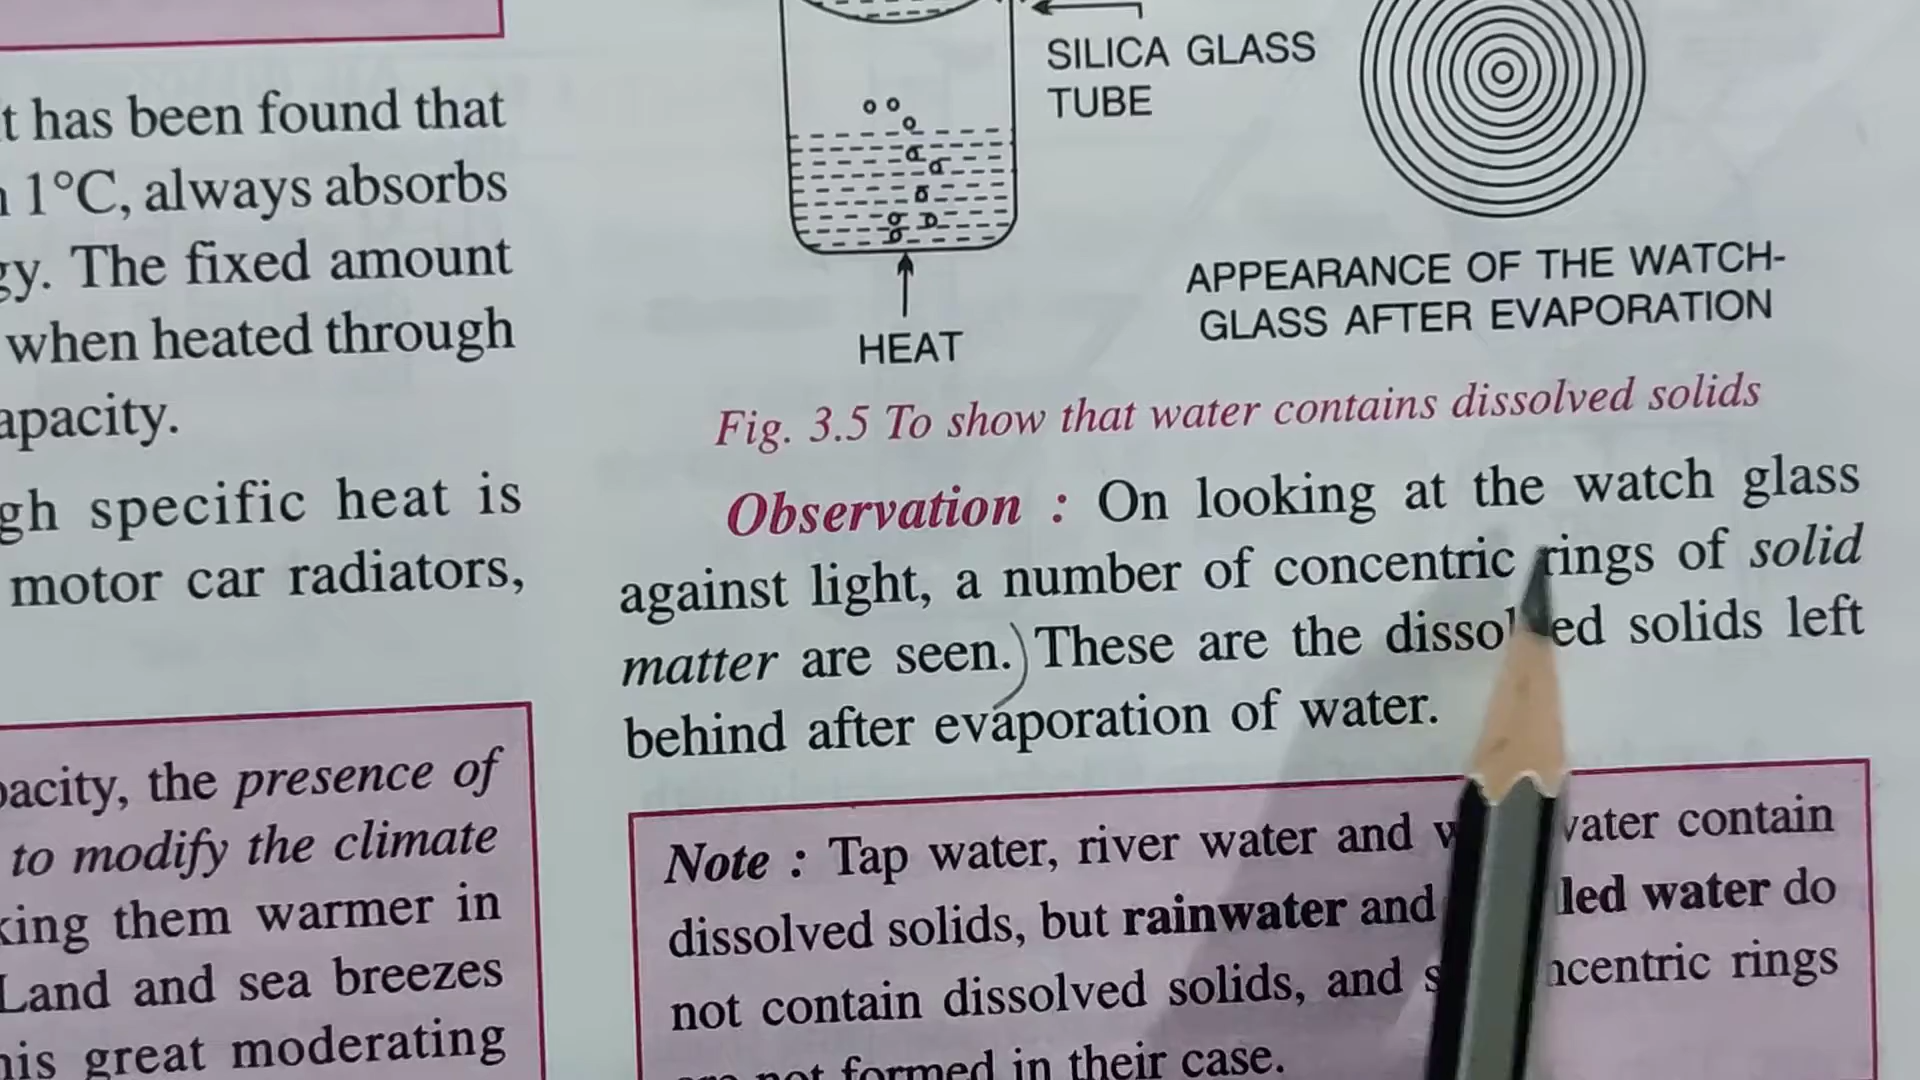 t has been found that
1°C, always absorbs
gy. The fixed amount
when heated through
apacity.
gh specific heat is
motor car radiators,
pacity, the presence of
to modify the climate
king them warmer in
Land and sea breezes
his great moderating
SILICA GLASS
TUBE
HEAT
APPEARANCE OF THE WATCH-
GLASS AFTER EVAPORATION
Fig. 3.5 To show that water contains dissolved solids
Observation : On looking at the watch glass
against light, a number of concentric rings of solid
matter are seen.) These are the dissolved solids left
behind after evaporation of water.
Note : Tap water, river water and water contain
dissolved solids, but rainwater and led water do
not contain dissolved solids, and ncentric rings
not formed in their case.